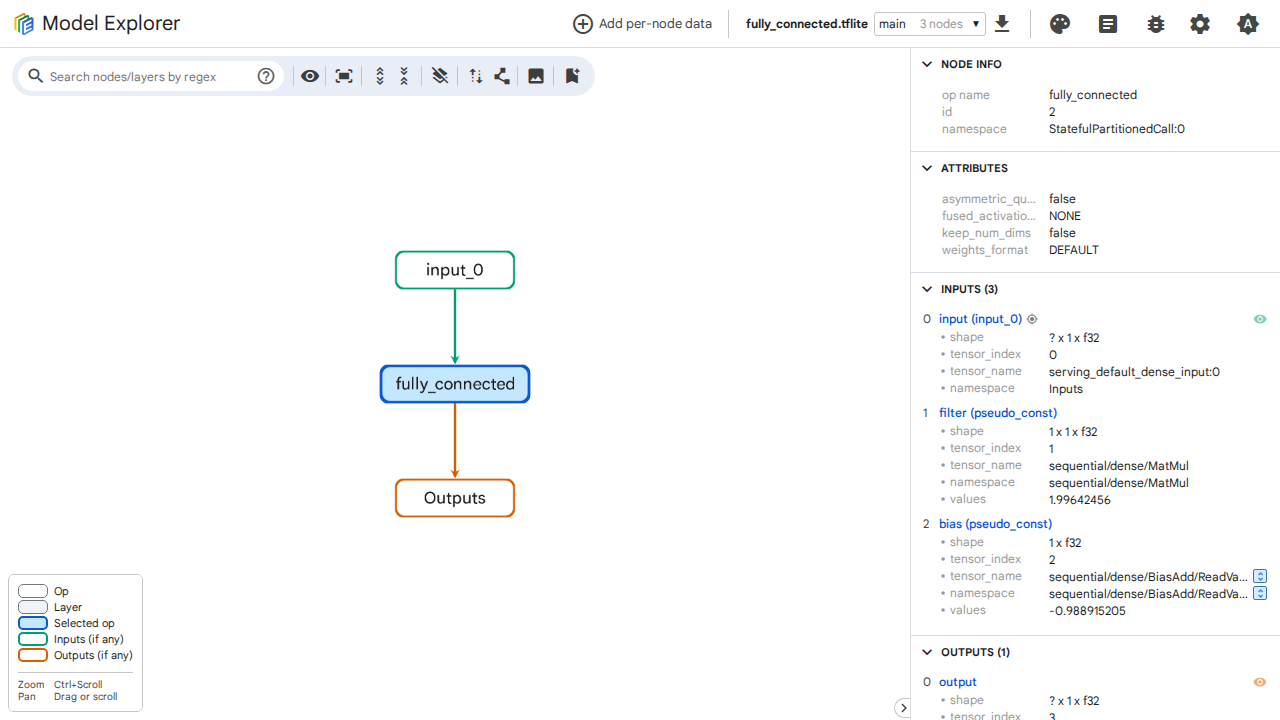 Model Explorer
Add per-node data
fully_connected.tflite
main 3 nodes
Search nodes/layers by regex
input_0
fully_connected
Outputs
Op
Layer
Selected op
Inputs (if any)
Outputs (if any)
Zoom Ctrl+Scroll
Pan Drag or scroll
NODE INFO
op name fully_connected
id 2
namespace StatefulPartitionedCall:0
ATTRIBUTES
asymmetric_qu... false
fused_activatio... NONE
keep_num_dims false
weights_format DEFAULT
INPUTS (3)
0 input (input_0)
• shape ? x 1 x f32
• tensor_index 0
• tensor_name serving_default_dense_input:0
• namespace Inputs
1 filter (pseudo_const)
• shape 1 x 1 x f32
• tensor_index 1
• tensor_name sequential/dense/MatMul
• namespace sequential/dense/MatMul
• values 1.99642456
2 bias (pseudo_const)
• shape 1 x f32
• tensor_index 2
• tensor_name sequential/dense/BiasAdd/ReadVa...
• namespace sequential/dense/BiasAdd/ReadVa...
• values -0.988915205
OUTPUTS (1)
0 output
• shape ? x 1 x f32
• tensor_index 3